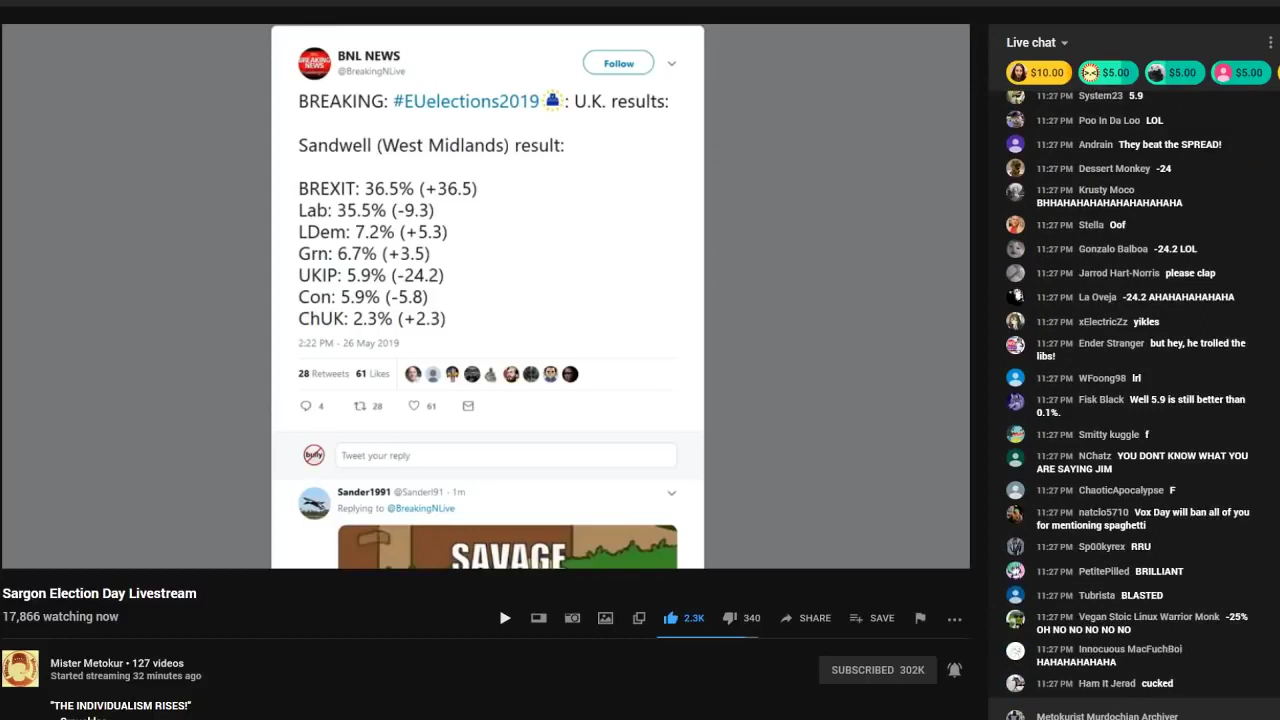 BNL NEWS
@BreakingNLive
Follow
BREAKING: #EUelections2019: U.K. results:
Sandwell (West Midlands) result:
BREXIT: 36.5% (+36.5)
Lab: 35.5% (-9.3)
LDem: 7.2% (+5.3)
Grn: 6.7% (+3.5)
UKIP: 5.9% (-24.2)
Con: 5.9% (-5.8)
ChUK: 2.3% (+2.3)
2:22 PM - 26 May 2019
28 Retweets 61 Likes
4 28 61
bully
Tweet your reply
Sander1991 @Sanderl91 · 1m
Replying to @BreakingNLive
SAVAGE
Sargon Election Day Livestream
17,866 watching now
2.3K 340 SHARE SAVE
Mister Metokur • 127 videos
Started streaming 32 minutes ago
SUBSCRIBED 302K
"THE INDIVIDUALISM RISES!"
Live chat
$10.00 $5.00 $5.00 $5.00
11:27 PM System23 5.9
11:27 PM Poo In Da Loo LOL
11:27 PM Andrain They beat the SPREAD!
11:27 PM Dessert Monkey -24
11:27 PM Krusty Moco
BHHAHAHAHAHAHAHAHAHA
11:27 PM Stella Oof
11:27 PM Gonzalo Balboa -24.2 LOL
11:27 PM Jarrod Hart-Norris please clap
11:27 PM La Oveja -24.2 AHAHAHAHAHA
11:27 PM xElectricZz yikles
11:27 PM Ender Stranger but hey, he trolled the
libs!
11:27 PM WFoong98 lrl
11:27 PM Fisk Black Well 5.9 is still better than
0.1%.
11:27 PM Smitty kuggle f
11:27 PM NChatz YOU DONT KNOW WHAT YOU
ARE SAYING JIM
11:27 PM ChaoticApocalypse F
11:27 PM natclo5710 Vox Day will ban all of you
for mentioning spaghetti
11:27 PM Sp00kyrex RRU
11:27 PM PetitePilled BRILLIANT
11:27 PM Tubrista BLASTED
11:27 PM Vegan Stoic Linux Warrior Monk -25%
OH NO NO NO NO NO
11:27 PM Innocuous MacFuchBoi
HAHAHAHAHAHA
11:27 PM Ham It Jerad cucked
Metokurist Murdochian Archiver